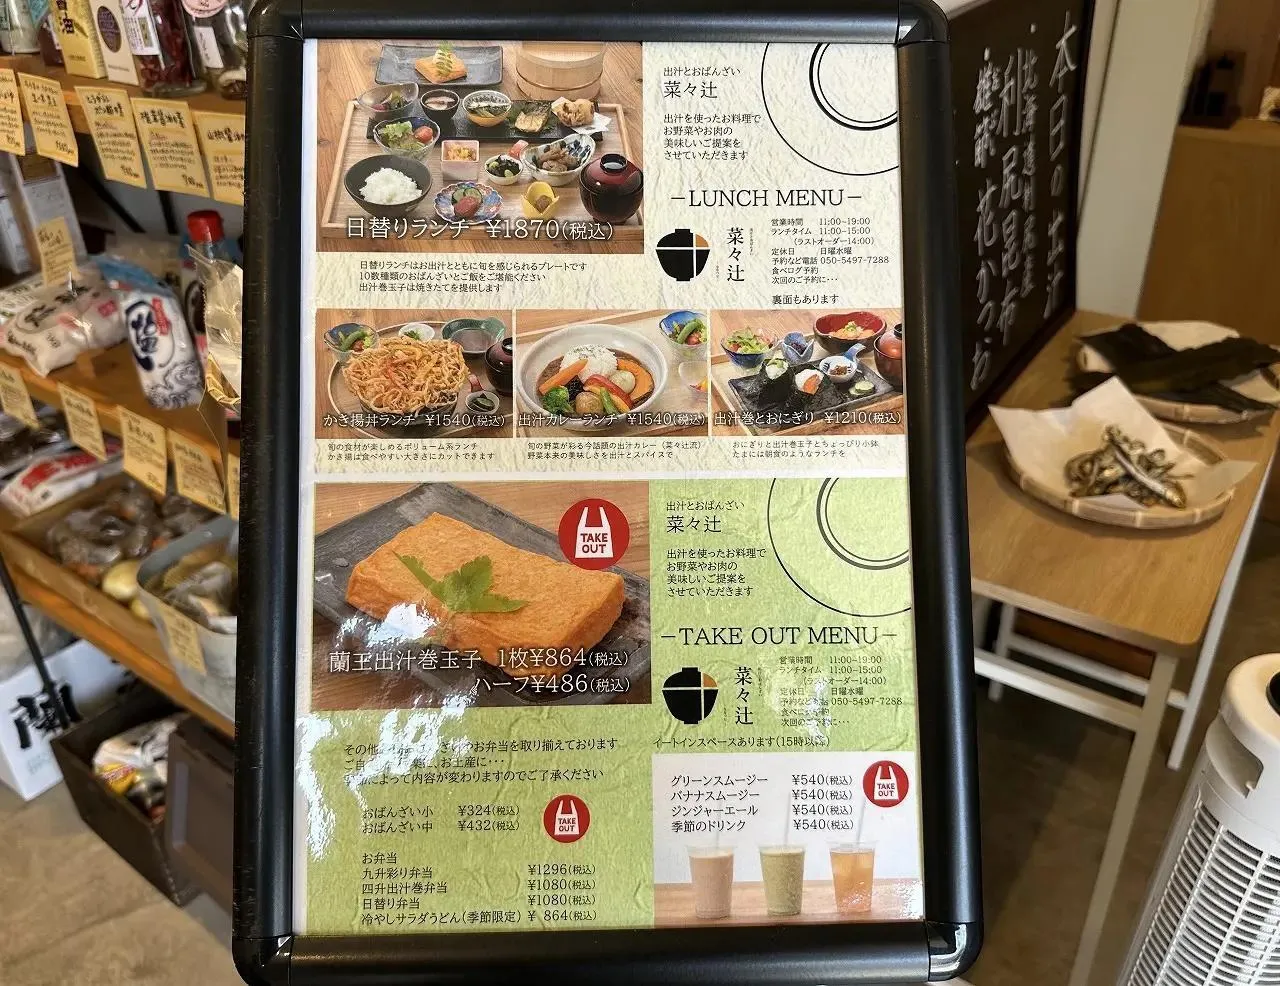 出汁とおばんざい
菜々辻
出汁を使ったお料理で
お野菜やお肉の
美味しいご提案を
させていただきます
－LUNCH MENU－
菜々辻
営業時間 11:00~19:00
ランチタイム 11:00~15:00
(ラストオーダー14:00)
定休日 日曜水曜
予約など電話 050-5497-7288
食べログ予約
次回のご予約に･･･
裏面もあります
日替りランチ ¥1870(税込)
日替りランチはお出汁とともに旬を感じられるプレートです
10数種類のおばんざいとご飯をご堪能ください
出汁巻玉子は焼きたてを提供します
かき揚丼ランチ ¥1540(税込)
旬の食材が楽しめるボリューム系ランチ
かき揚は食べやすい大きさにカットできます
出汁カレーランチ ¥1540(税込)
旬の野菜が彩る今話題の出汁カレー（菜々辻流）
野菜本来の美味しさを出汁とスパイスで
出汁巻とおにぎり ¥1210(税込)
おにぎりと出汁巻玉子とちょっぴり小鉢
たまには朝食のようなランチを
TAKE OUT
蘭王出汁巻玉子 1枚¥864(税込)
ハーフ¥486(税込)
出汁とおばんざい
菜々辻
出汁を使ったお料理で
お野菜やお肉の
美味しいご提案を
させていただきます
－TAKE OUT MENU－
菜々辻
営業時間 11:00~19:00
ランチタイム 11:00~15:00
(ラストオーダー14:00)
定休日 日曜水曜
予約など電話 050-5497-7288
食べログ予約
次回のご予約に･･･
イートインスペースあります(15時以降)
その他 やお弁当を取り揃えております
お土産に･･･
によって内容が変わりますのでご了承ください
おばんざい小 ¥324(税込)
おばんざい中 ¥432(税込)
TAKE OUT
お弁当
九升彩り弁当 ¥1296(税込)
四升出汁巻弁当 ¥1080(税込)
日替り弁当 ¥1080(税込)
冷やしサラダうどん(季節限定) ¥ 864(税込)
グリーンスムージー ¥540(税込)
バナナスムージー ¥540(税込)
ジンジャーエール ¥540(税込)
季節のドリンク ¥540(税込)
TAKE OUT
本日の出汁
・北海道利尻島産
利尻昆布
・雄節 花かつお
蘭